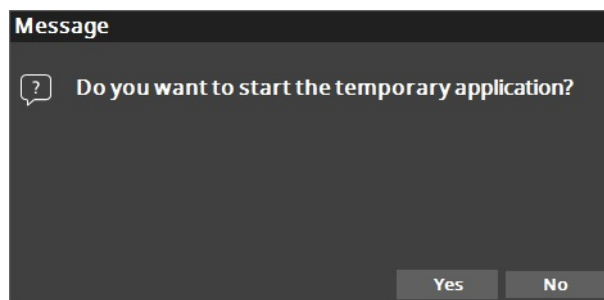 Message
? Do you want to start the temporary application?
Yes No